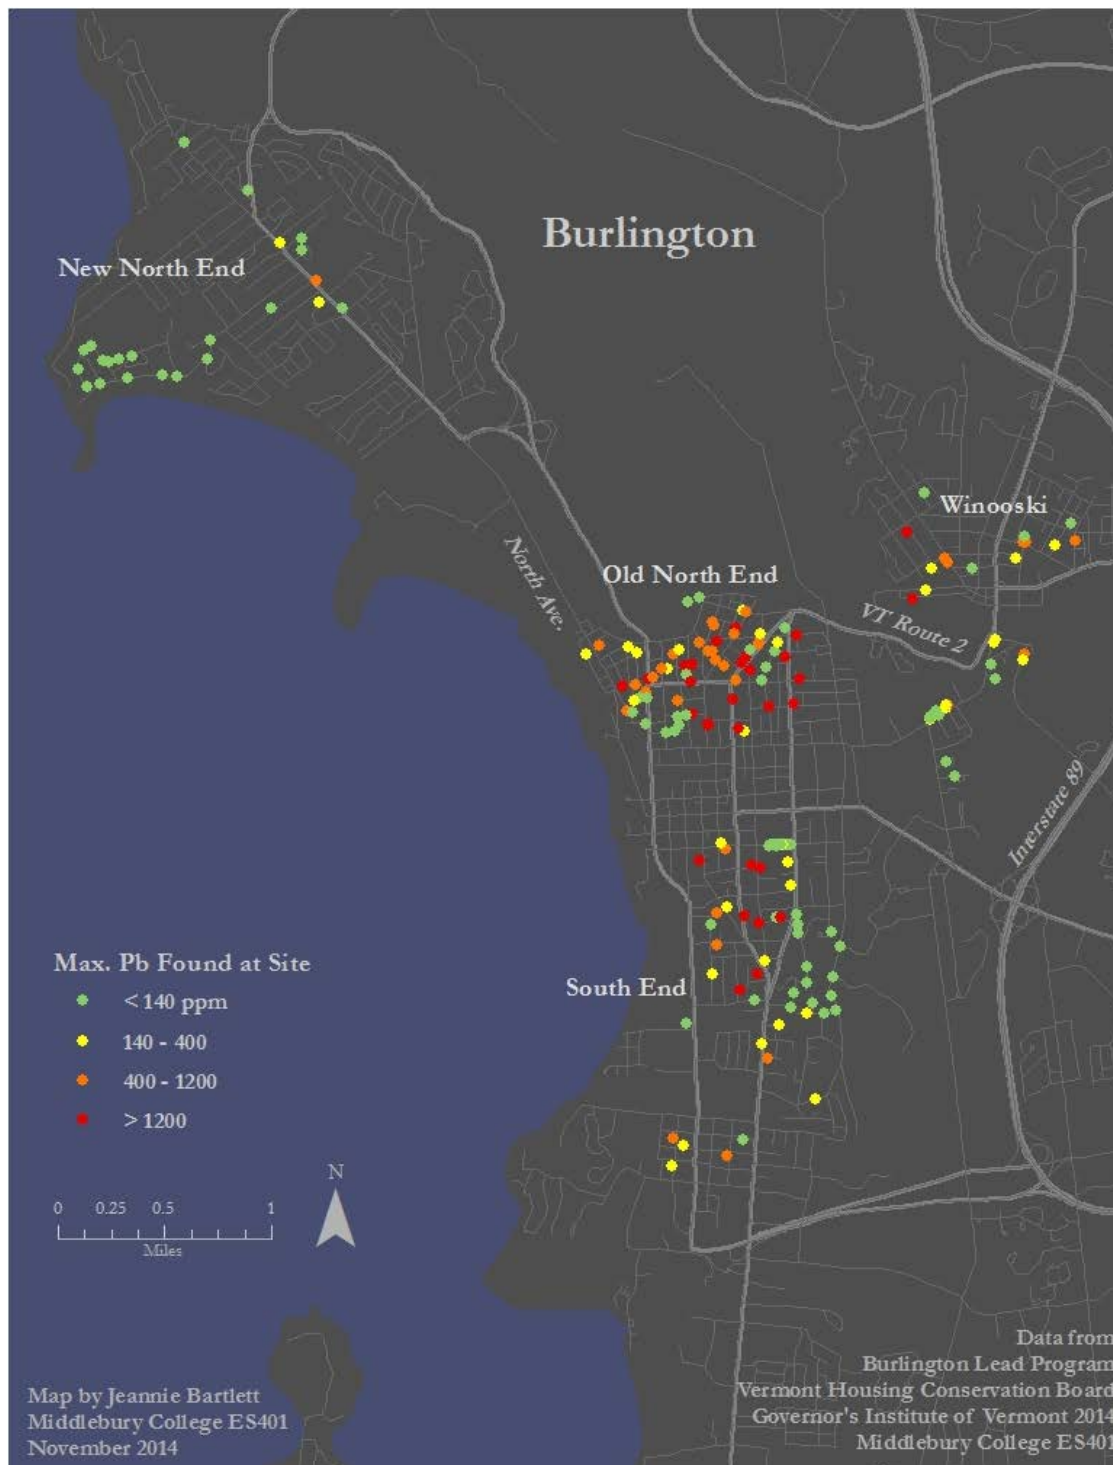 Burlington
New North End
Winooski
North Ave.
Old North End
VT Route 2
Interstate 89
South End
Max. Pb Found at Site
<140 ppm
140 - 400
400 - 1200
> 1200
N
0 0.25 0.5 1
Miles
Map by Jeannie Bartlett
Middlebury College ES401
November 2014
Data from
Burlington Lead Program
Vermont Housing Conservation Board
Governor's Institute of Vermont 2014
Middlebury College ES401